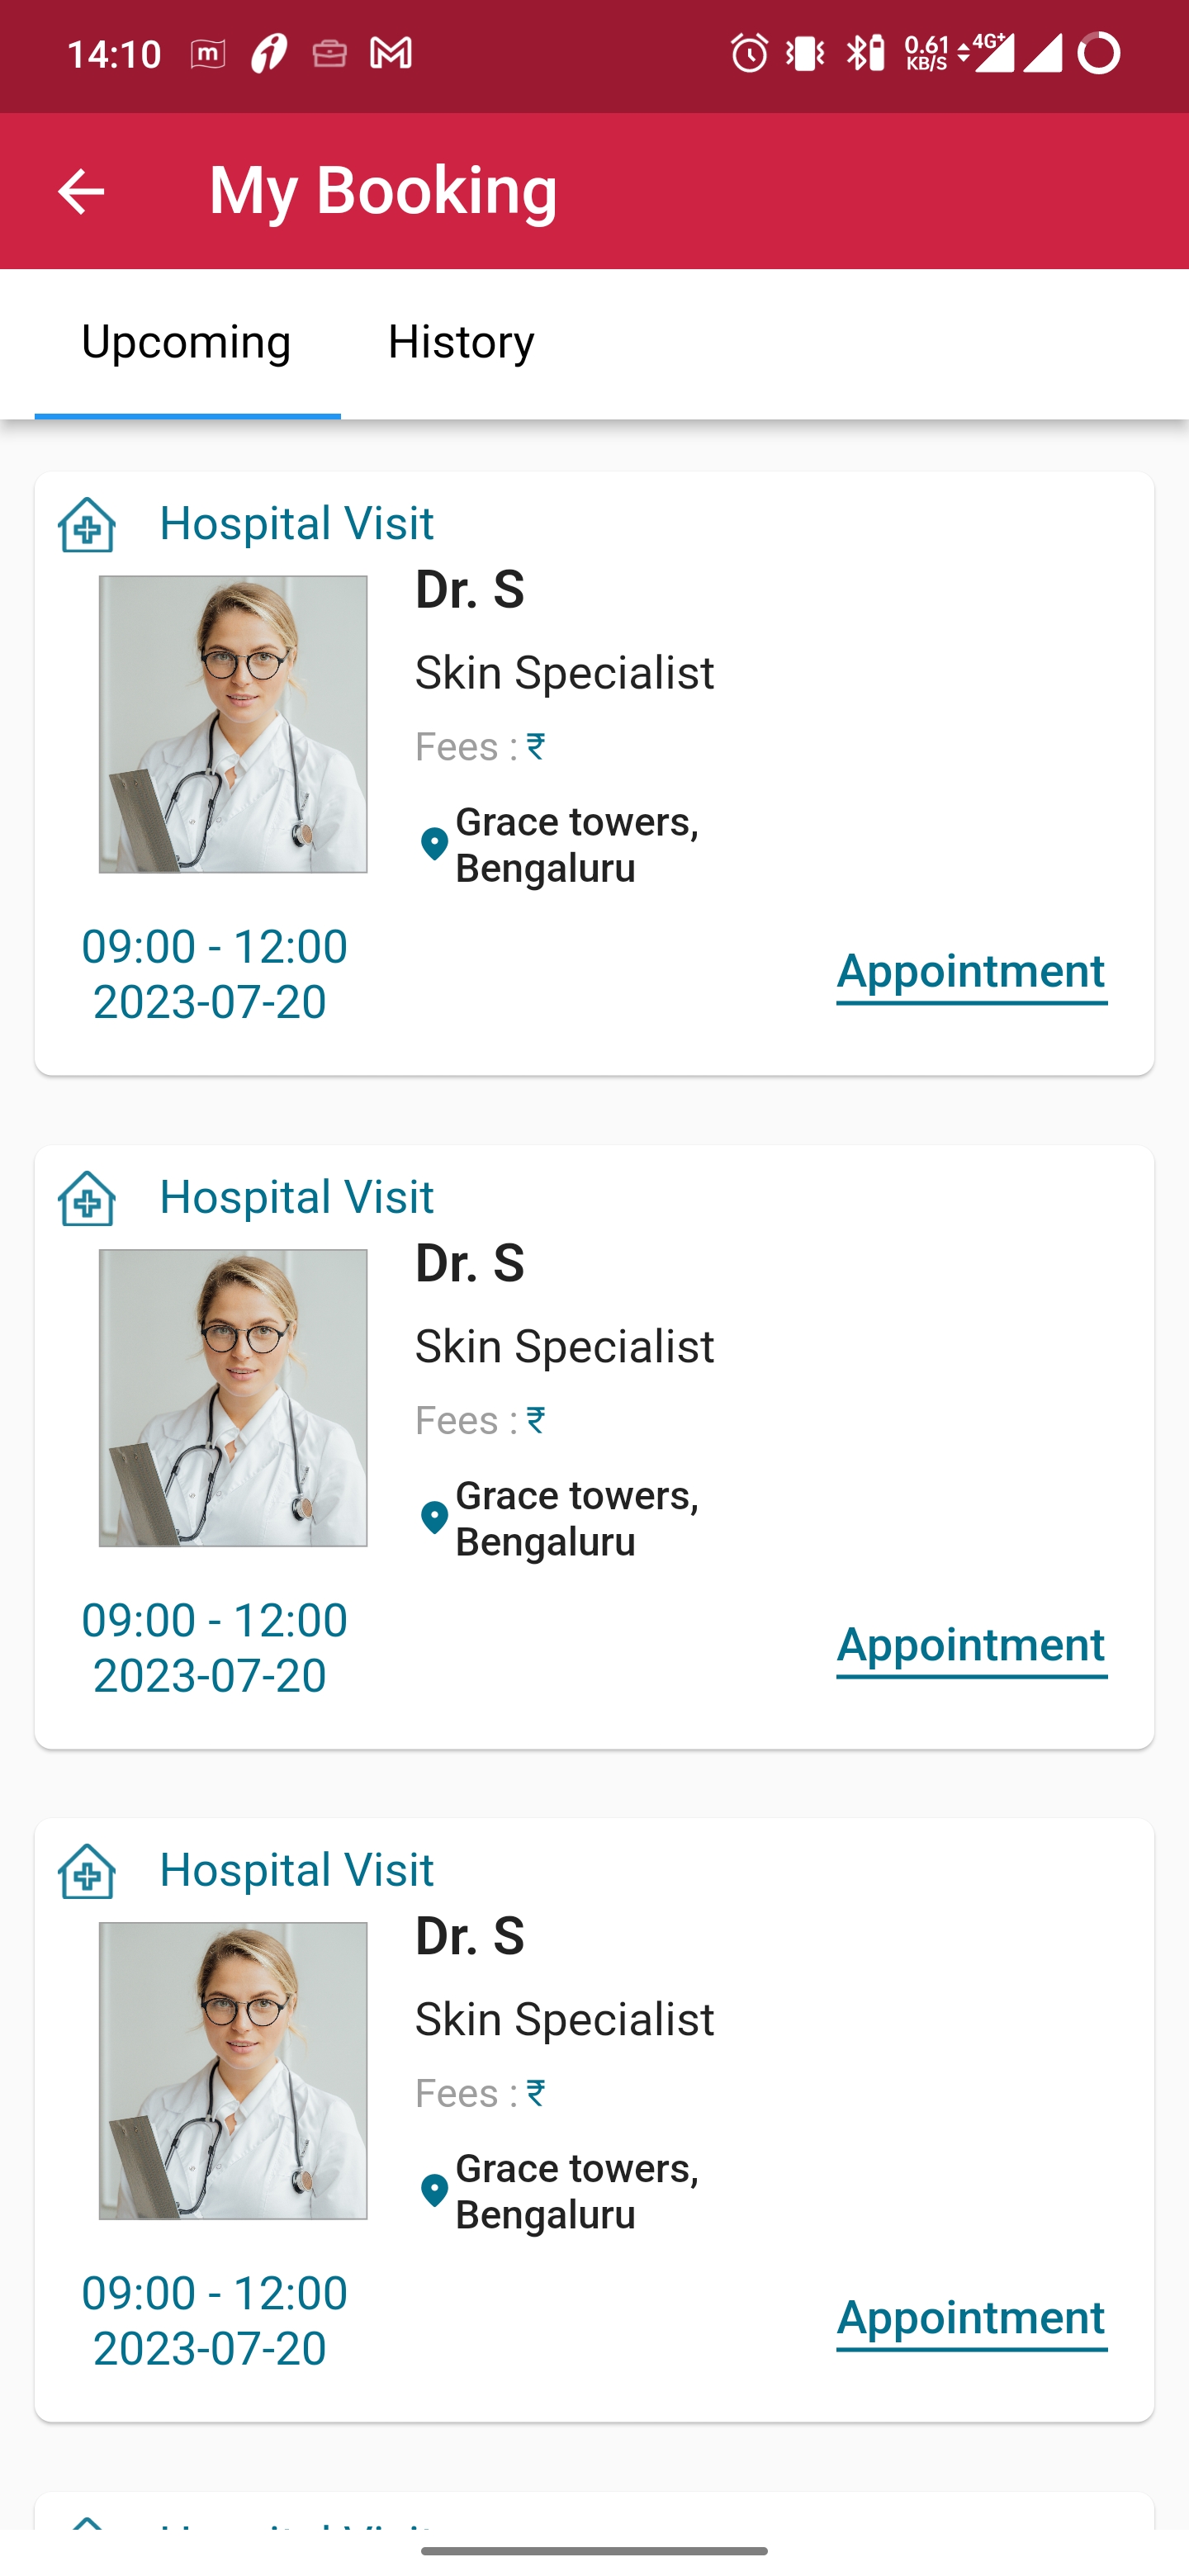 14:10
m
0.61
KB/S
4G+
My Booking
Upcoming History
Hospital Visit
Dr. S
Skin Specialist
Fees : ₹
Grace towers,
Bengaluru
09:00 - 12:00
2023-07-20
Appointment
Hospital Visit
Dr. S
Skin Specialist
Fees : ₹
Grace towers,
Bengaluru
09:00 - 12:00
2023-07-20
Appointment
Hospital Visit
Dr. S
Skin Specialist
Fees : ₹
Grace towers,
Bengaluru
09:00 - 12:00
2023-07-20
Appointment